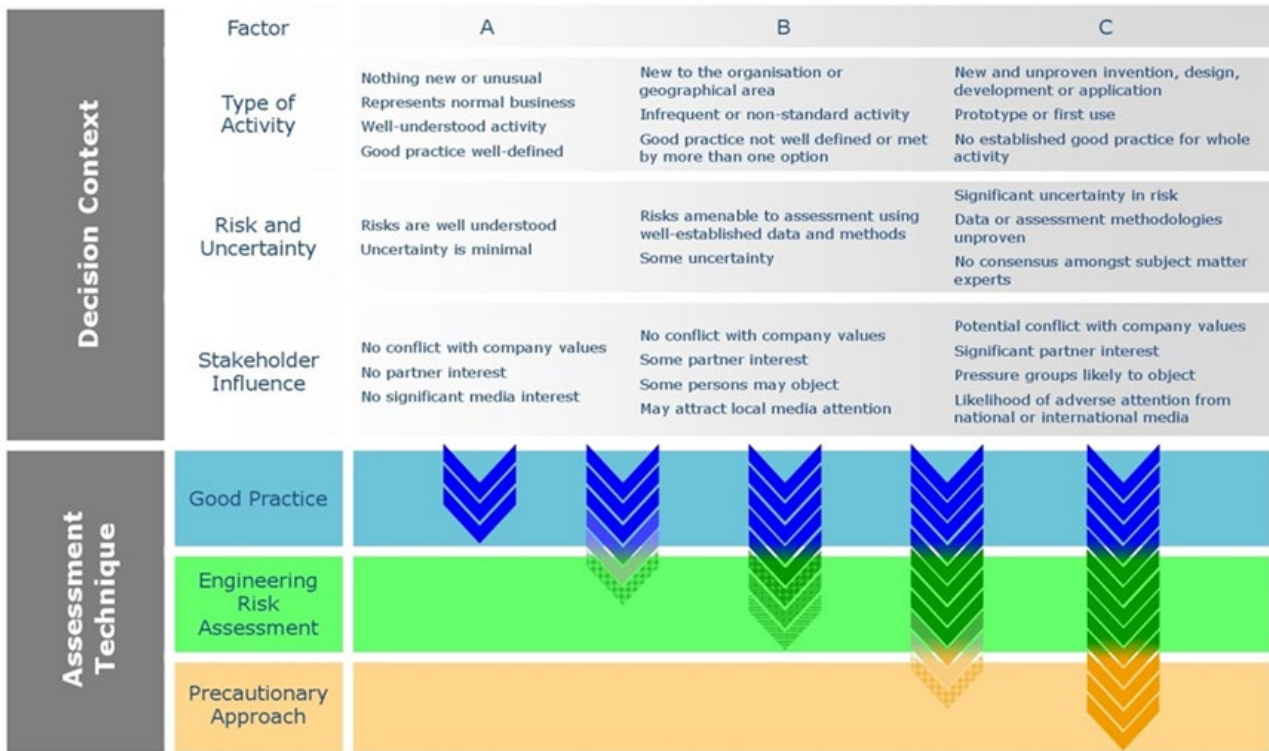 Decision Context
Factor
A
B
C
Type of
Activity
Nothing new or unusual
Represents normal business
Well-understood activity
Good practice well-defined
New to the organisation or
geographical area
Infrequent or non-standard activity
Good practice not well defined or met
by more than one option
New and unproven invention, design,
development or application
Prototype or first use
No established good practice for whole
activity
Risk and
Uncertainty
Risks are well understood
Uncertainty is minimal
Risks amenable to assessment using
well-established data and methods
Some uncertainty
Significant uncertainty in risk
Data or assessment methodologies
unproven
No consensus amongst subject matter
experts
Stakeholder
Influence
No conflict with company values
No partner interest
No significant media interest
No conflict with company values
Some partner interest
Some persons may object
May attract local media attention
Potential conflict with company values
Significant partner interest
Pressure groups likely to object
Likelihood of adverse attention from
national or international media
Assessment
Technique
Good Practice
Engineering
Risk
Assessment
Precautionary
Approach